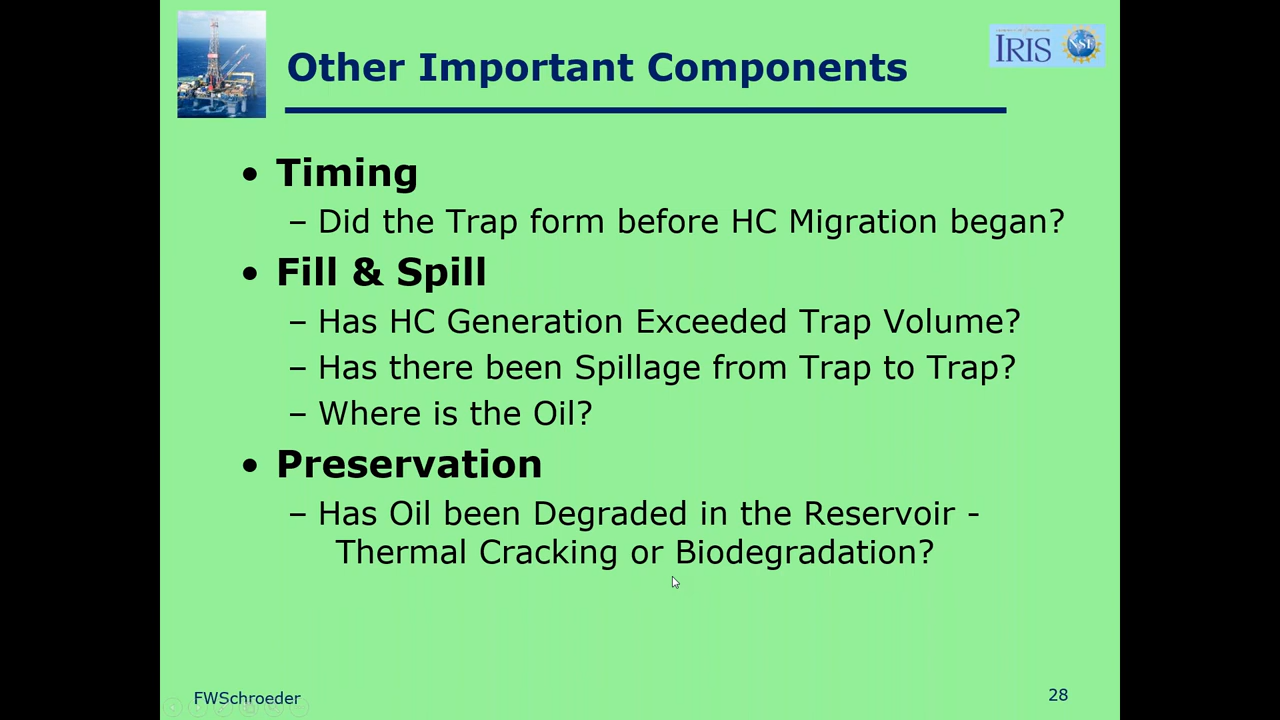 Other Important Components
IRIS
NSF
• Timing
– Did the Trap form before HC Migration began?
• Fill & Spill
– Has HC Generation Exceeded Trap Volume?
– Has there been Spillage from Trap to Trap?
– Where is the Oil?
• Preservation
– Has Oil been Degraded in the Reservoir -
Thermal Cracking or Biodegradation?
FWSchroeder
28